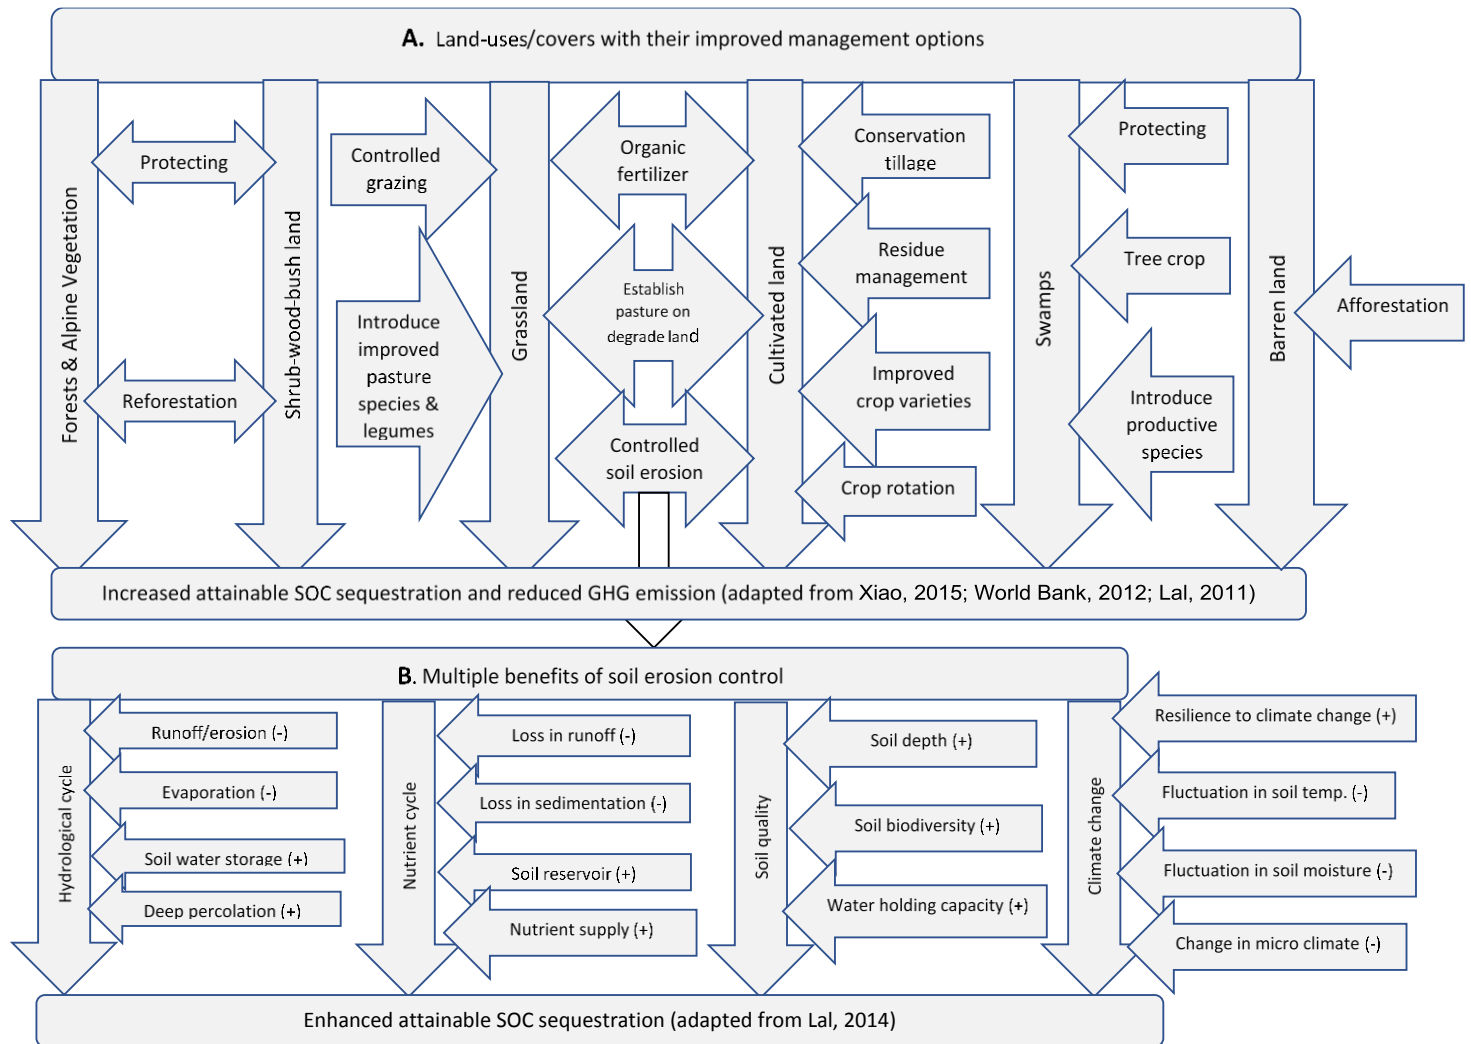 A. Land-uses/covers with their improved management options
Forests & Alpine Vegetation
Protecting
Reforestation
Shrub-wood-bush land
Controlled
grazing
Introduce
improved
pasture
species &
legumes
Grassland
Organic
fertilizer
Establish
pasture on
degrade land
Controlled
soil erosion
Cultivated land
Conservation
tillage
Residue
management
Improved
crop varieties
Crop rotation
Swamps
Protecting
Tree crop
Introduce
productive
species
Barren land
Afforestation
Increased attainable SOC sequestration and reduced GHG emission (adapted from Xiao, 2015; World Bank, 2012; Lal, 2011)
B. Multiple benefits of soil erosion control
Hydrological cycle
Runoff/erosion (-)
Evaporation (-)
Soil water storage (+)
Deep percolation (+)
Nutrient cycle
Loss in runoff (-)
Loss in sedimentation (-)
Soil reservoir (+)
Nutrient supply (+)
Soil quality
Soil depth (+)
Soil biodiversity (+)
Water holding capacity (+)
Climate change
Resilience to climate change (+)
Fluctuation in soil temp. (-)
Fluctuation in soil moisture (-)
Change in micro climate (-)
Enhanced attainable SOC sequestration (adapted from Lal, 2014)